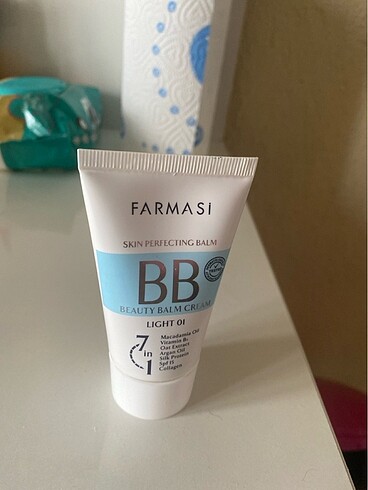 FARMASİ
SKIN PERFECTING BALM
BB
BEAUTY BALM CREAM
LIGHT 01
7 in 1
Macadamia Oil
Vitamin B5
Oat Extract
Argan Oil
Silk Protein
Spf 15
Collagen